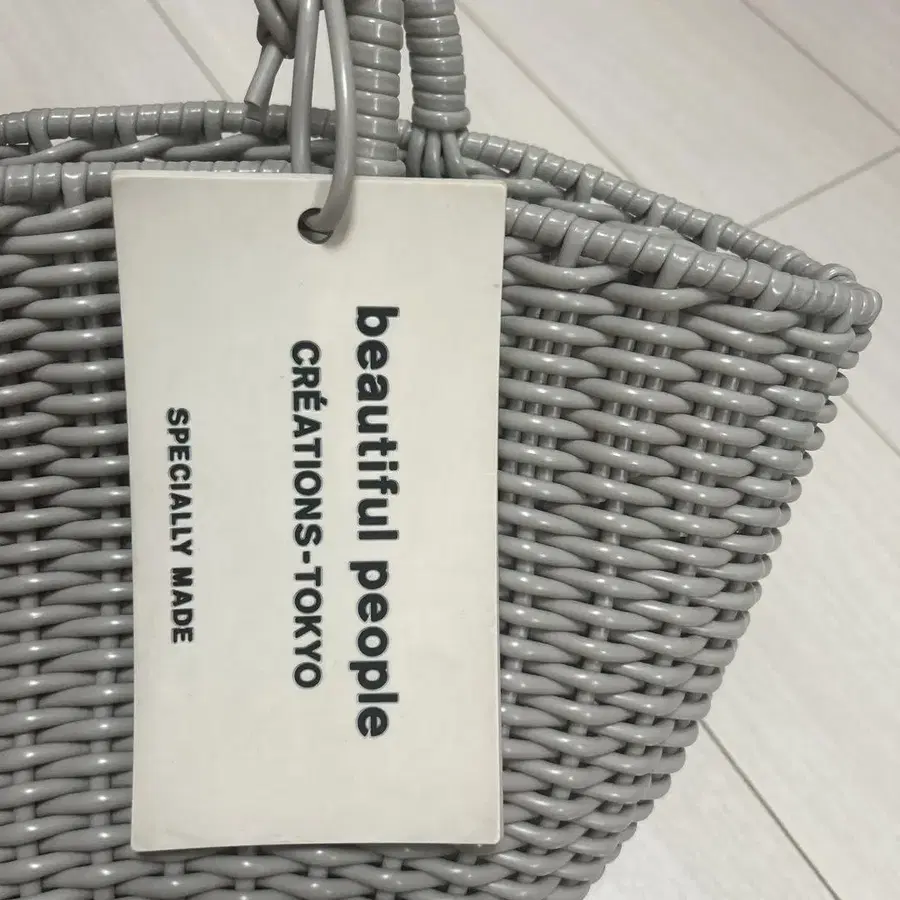 beautiful people
CRÉATIONS-TOKYO
SPECIALLY MADE